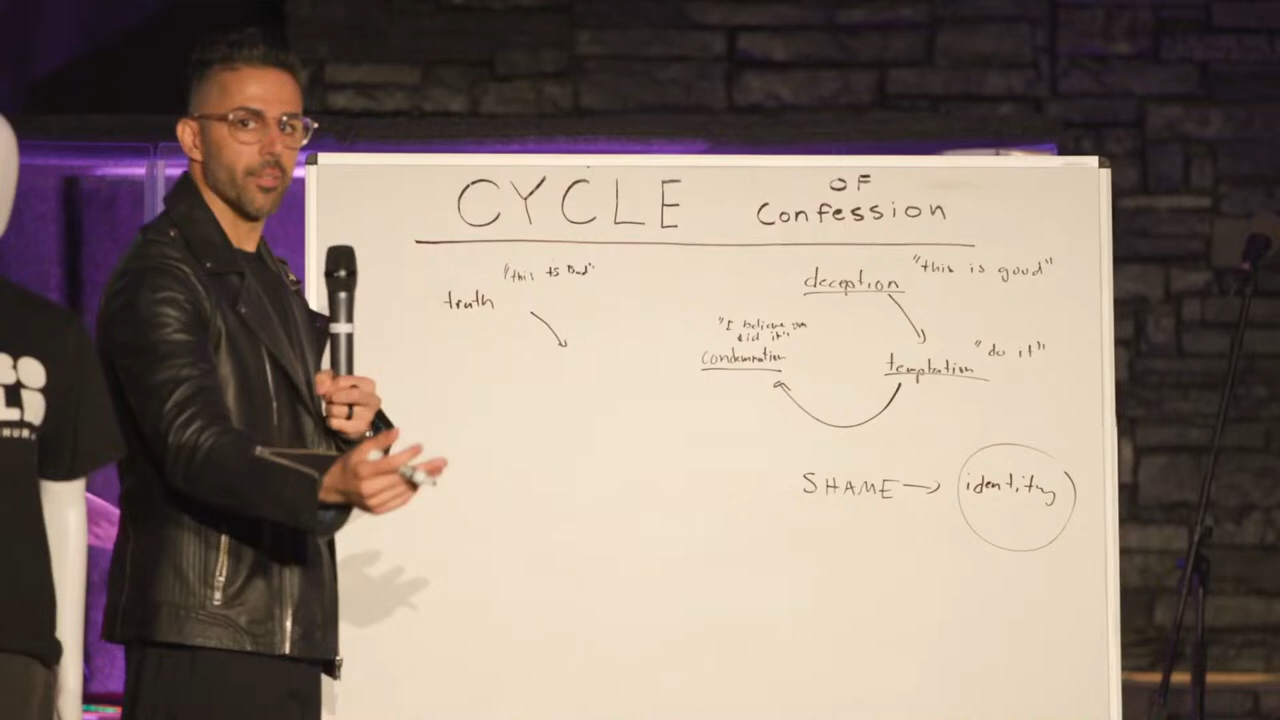 CYCLE OF
Confession
"this is Bad"
truth
deception "this is good"
"I believe
did it"
condemnation
temptation "do it"
SHAME → identity